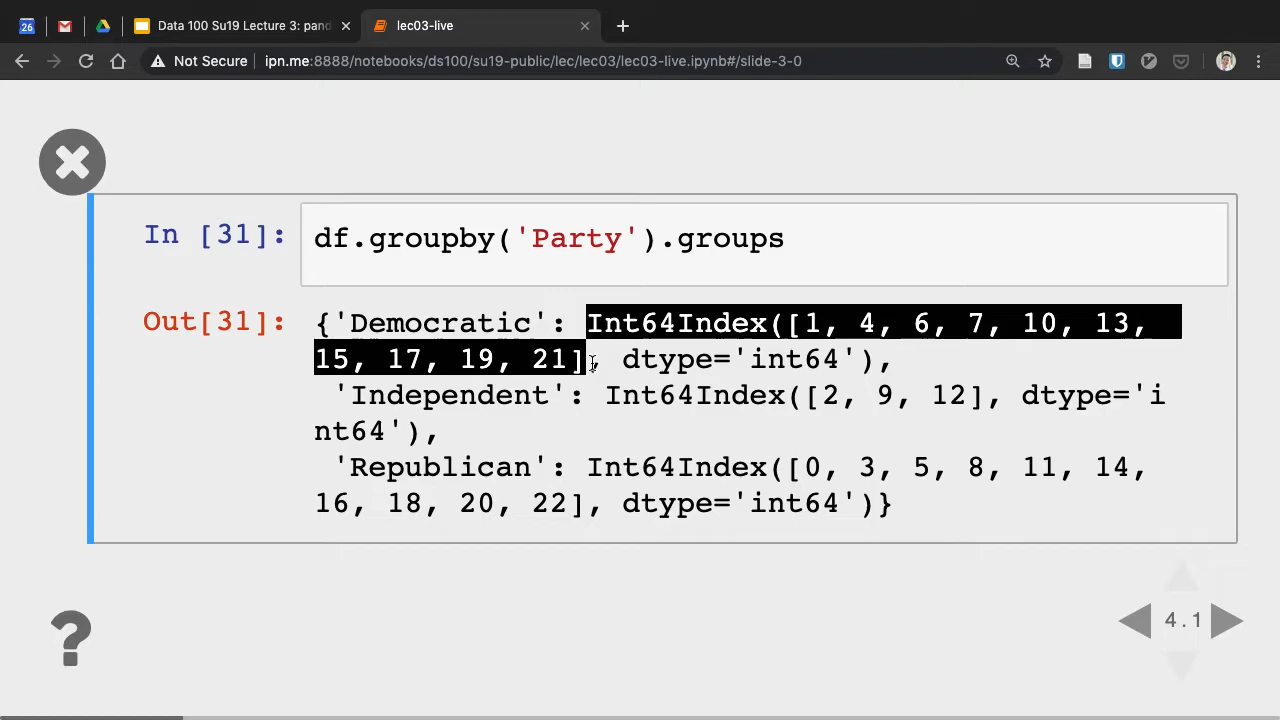 26
Data 100 Su19 Lecture 3: pand
lec03-live
Not Secure
ipn.me:8888/notebooks/ds100/su19-public/lec/lec03/lec03-live.ipynb#/slide-3-0
In [31]:
df.groupby('Party').groups
Out[31]:
{'Democratic': Int64Index([1, 4, 6, 7, 10, 13,
15, 17, 19, 21], dtype='int64'),
'Independent': Int64Index([2, 9, 12], dtype='i
nt64'),
'Republican': Int64Index([0, 3, 5, 8, 11, 14,
16, 18, 20, 22], dtype='int64')}
?
4.1